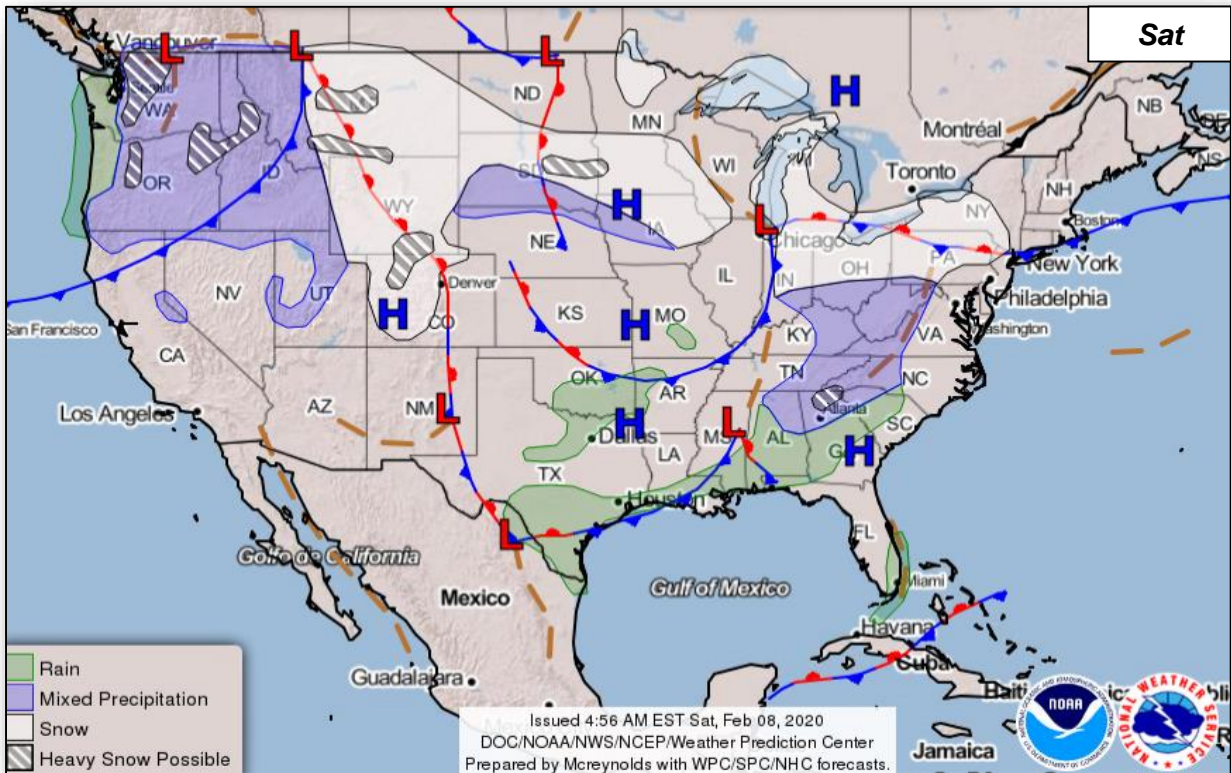 Sat
Vancouver
L
L
L
WA
ND
MN
H
NB
Montréal
WI
MI
Toronto
NS
OR
ID
SD
NH
WY
H
L
NY
Boston
NE
IA
Chicago
PA
New York
NV
UT
Denver
IL
IN
OH
Philadelphia
San Francisco
H
CO
KS
H
MO
KY
VA
Washington
CA
TN
OK
AR
NC
Los Angeles
AZ
NM
L
H
Dallas
MS
L
AL
Atlanta
SC
GA
H
TX
LA
Houston
L
FL
Golfo de California
Gulf of Mexico
Miami
Mexico
Havana
Cuba
Guadalajara
Jamaica
Rain
Mixed Precipitation
Snow
Heavy Snow Possible
Issued 4:56 AM EST Sat, Feb 08, 2020
DOC/NOAA/NWS/NCEP/Weather Prediction Center
Prepared by Mcreynolds with WPC/SPC/NHC forecasts.
NOAA
NATIONAL WEATHER SERVICE